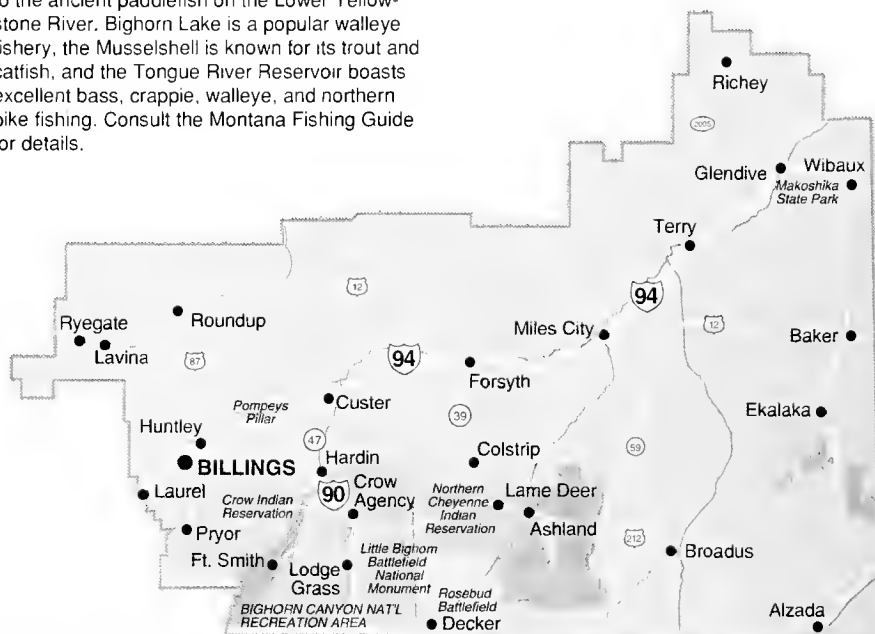 to the ancient paddlefish on the Lower Yellow-
stone River. Bighorn Lake is a popular walleye
fishery, the Musselshell is known for its trout and
catfish, and the Tongue River Reservoir boasts
excellent bass, crappie, walleye, and northern
pike fishing. Consult the Montana Fishing Guide
for details.
Richey
200S
Glendive
Wibaux
Makoshika
State Park
Terry
12
94
Ryegate
Roundup
Lavina
87
Miles City
12
94
Baker
Forsyth
Pompeys
Pillar
Custer
39
Ekalaka
Huntley
47
Colstrip
59
BILLINGS
Hardin
Laurel
Crow Indian
Reservation
90
Crow
Agency
Northern
Cheyenne
Indian
Reservation
Lame Deer
Ashland
Pryor
212
Broadus
Ft. Smith
Lodge
Grass
Little Bighorn
Battlefield
National
Monument
BIGHORN CANYON NAT'L
RECREATION AREA
Rosebud
Battlefield
Decker
Alzada